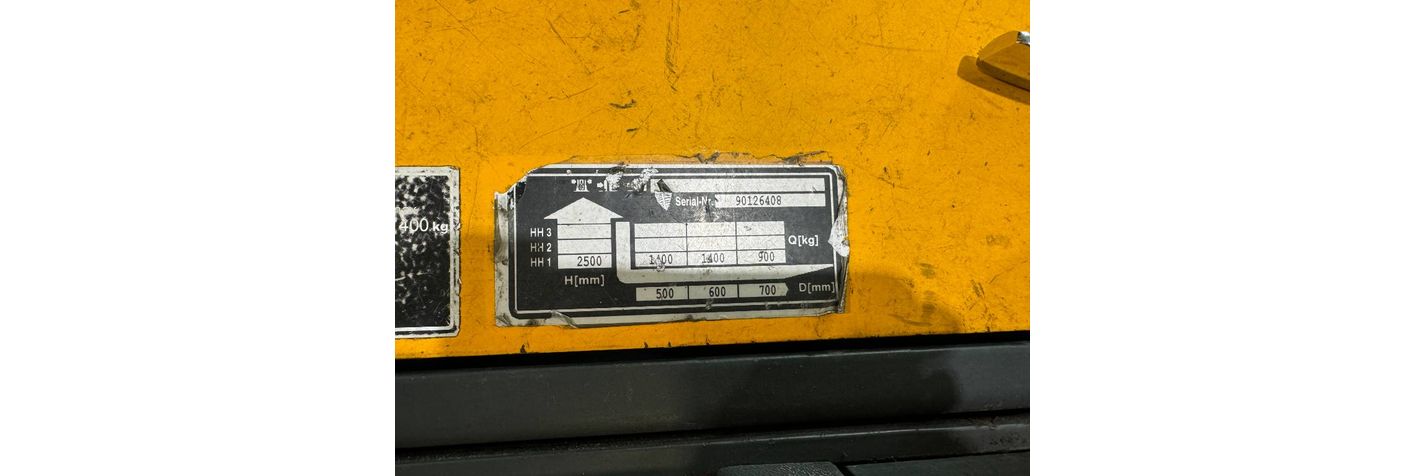 400 kg
Serial-Nr. 90126408
HH 3
HH 2 Q[kg]
HH 1 2500 1400 1400 900
H[mm]
500 600 700 D[mm]